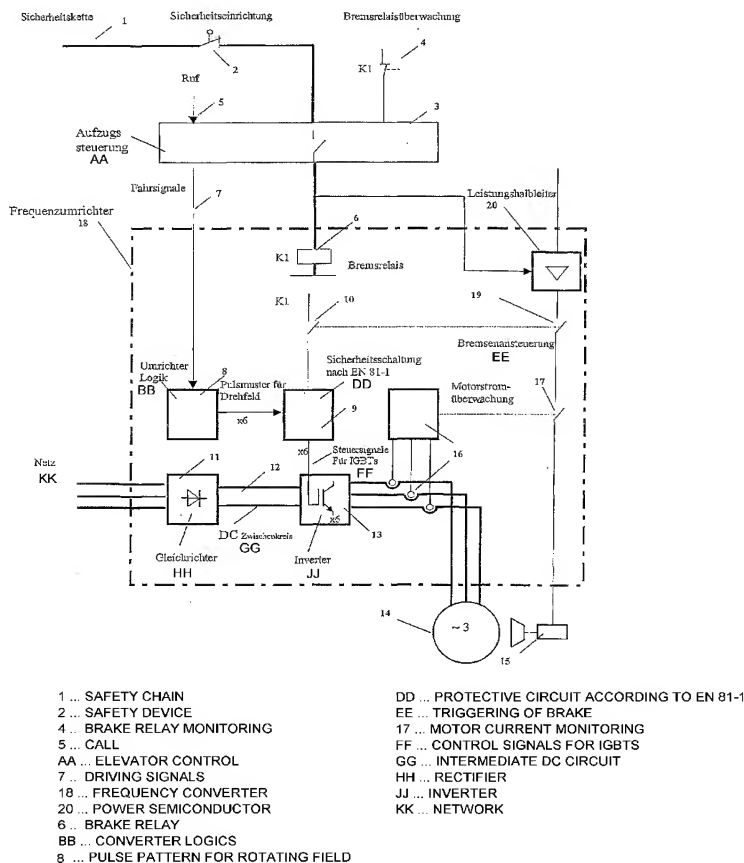 Sicherheitskette
1
Sicherheitseinrichtung
2
Bremsrelaisüberwachung
4
K1
Ruf
5
3
Aufzugs
steuerung
AA
Fahrsignale
7
Leistungshalbleiter
20
Frequenzumrichter
18
6
K1
Bremsrelais
K1
10
19
Bremsenansteuerung
EE
Umrichter
Logik
BB
8
Pulsmuster für
Drehfeld
x6
Sicherheitsschaltung
nach EN 81-1
DD
9
Motorstrom-
überwachung
17
x6
Steuersignale
Für IGBTs
FF
16
Netz
KK
11
12
x6
13
DC Zwischenkreis
GG
Gleichrichter
HH
Inverter
JJ
14
~ 3
15
1 ... SAFETY CHAIN
2 ... SAFETY DEVICE
4 ... BRAKE RELAY MONITORING
5 ... CALL
AA ... ELEVATOR CONTROL
7 .. DRIVING SIGNALS
18 ... FREQUENCY CONVERTER
20 ... POWER SEMICONDUCTOR
6 .. BRAKE RELAY
BB ... CONVERTER LOGICS
8 ... PULSE PATTERN FOR ROTATING FIELD
DD ... PROTECTIVE CIRCUIT ACCORDING TO EN 81-1
EE ... TRIGGERING OF BRAKE
17 ... MOTOR CURRENT MONITORING
FF ... CONTROL SIGNALS FOR IGBTS
GG ... INTERMEDIATE DC CIRCUIT
HH ... RECTIFIER
JJ ... INVERTER
KK ... NETWORK